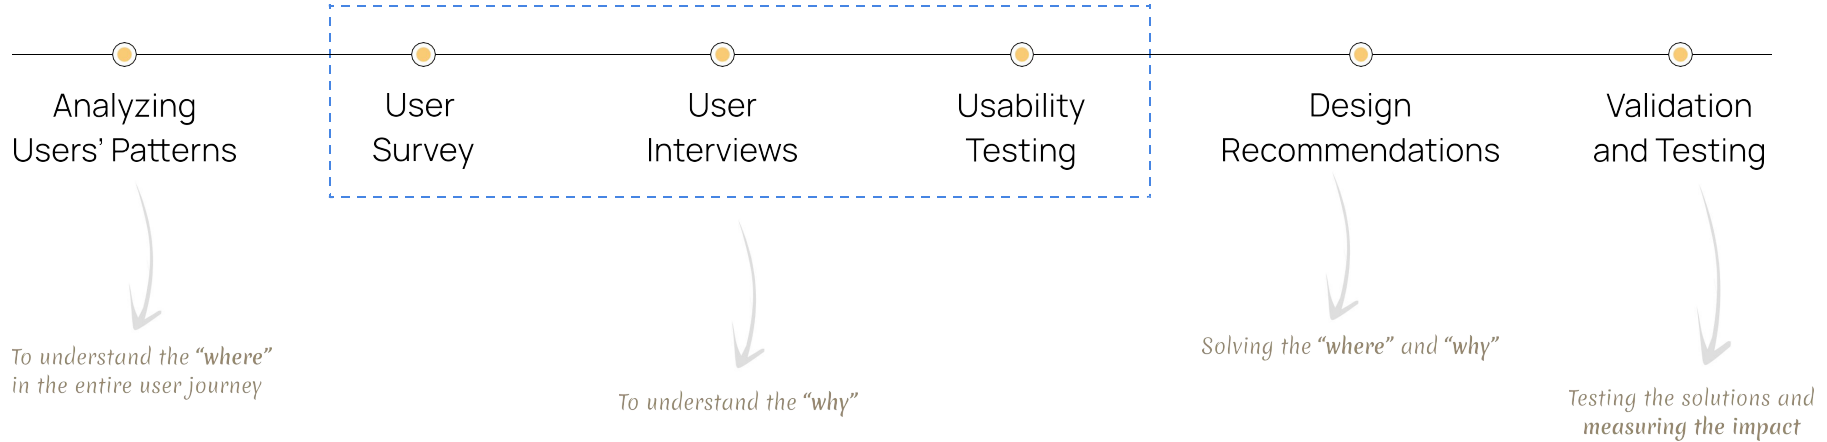 Analyzing
Users’ Patterns
User
Survey
User
Interviews
Usability
Testing
Design
Recommendations
Validation
and Testing
To understand the “where”
in the entire user journey
To understand the “why”
Solving the “where” and “why”
Testing the solutions and
measuring the impact